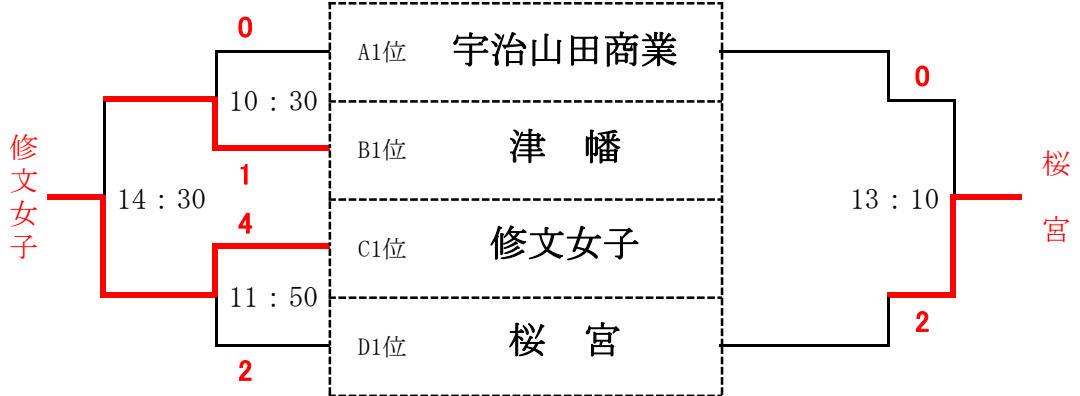 0
A1位 宇治山田商業
0
10：30
B1位 津 幡
1
修文女子
14：30
13：10
桜宮
4
C1位 修文女子
11：50
2
D1位 桜 宮
2